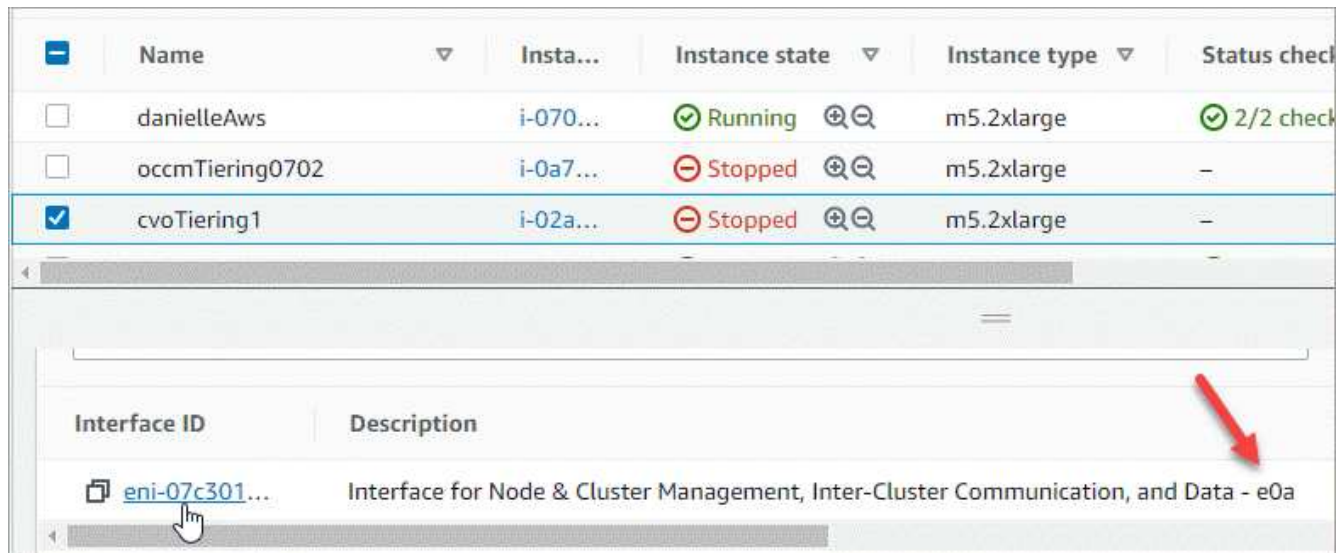 Name Insta... Instance state Instance type Status check
danielleAws i-070... Running m5.2xlarge 2/2 check
occmTiering0702 i-0a7... Stopped m5.2xlarge –
cvoTiering1 i-02a... Stopped m5.2xlarge –
Interface ID Description
eni-07c301... Interface for Node & Cluster Management, Inter-Cluster Communication, and Data - e0a